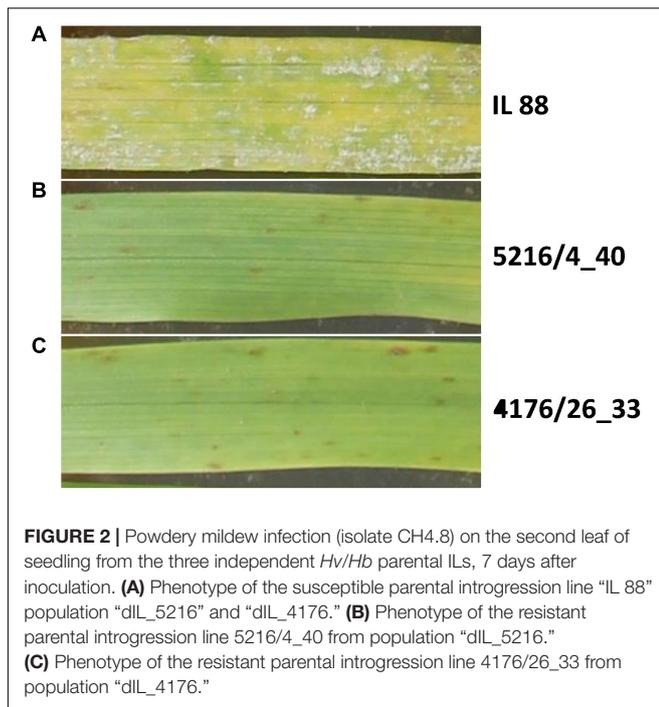 A
IL 88
B
5216/4_40
C
4176/26_33
FIGURE 2 | Powdery mildew infection (isolate CH4.8) on the second leaf of
seedling from the three independent Hv/Hb parental ILs, 7 days after
inoculation. (A) Phenotype of the susceptible parental introgression line “IL 88”
population “dIL_5216” and “dIL_4176.” (B) Phenotype of the resistant
parental introgression line 5216/4_40 from population “dIL_5216.”
(C) Phenotype of the resistant parental introgression line 4176/26_33 from
population “dIL_4176.”